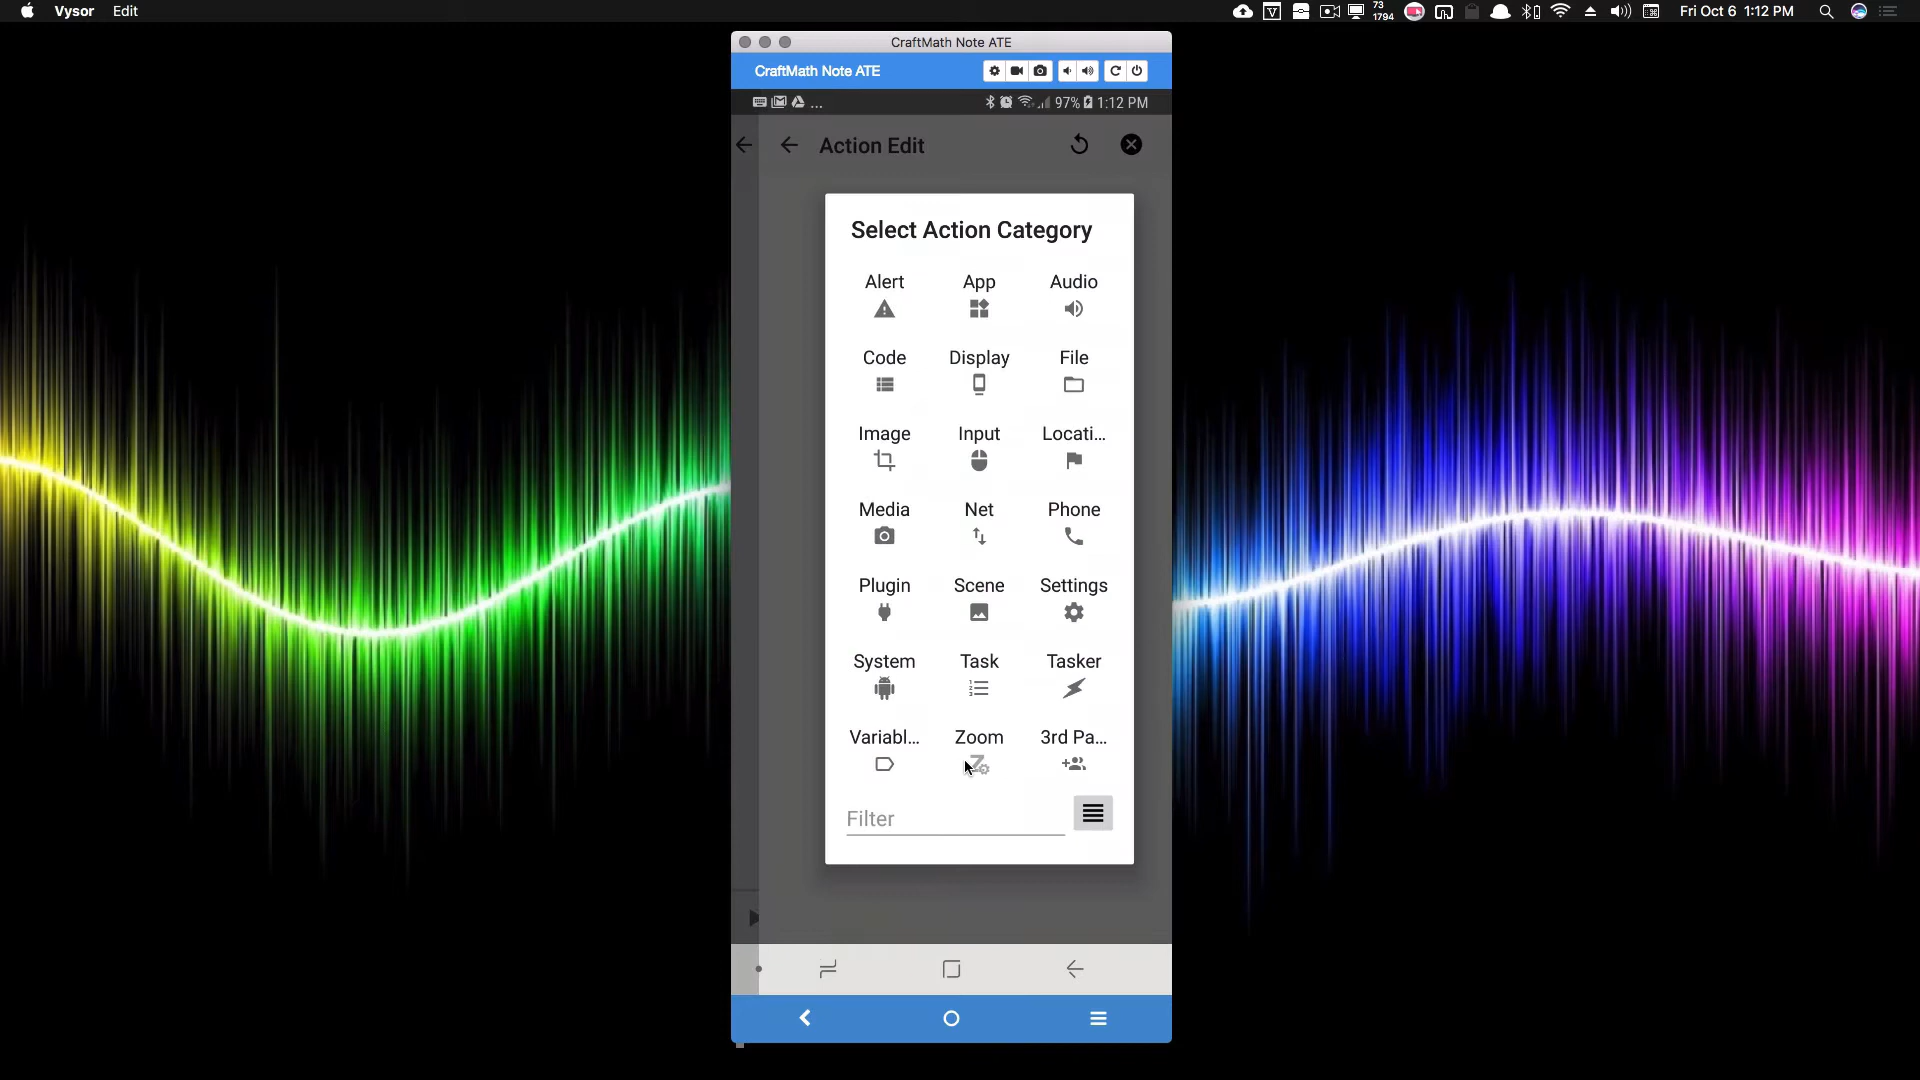 Vysor Edit
73
1794
Fri Oct 6 1:12 PM
CraftMath Note ATE
CraftMath Note ATE
... 97% 1:12 PM
Action Edit
Select Action Category
Alert App Audio
Code Display File
Image Input Locati...
Media Net Phone
Plugin Scene Settings
System Task Tasker
Variabl... Zoom 3rd Pa...
Filter